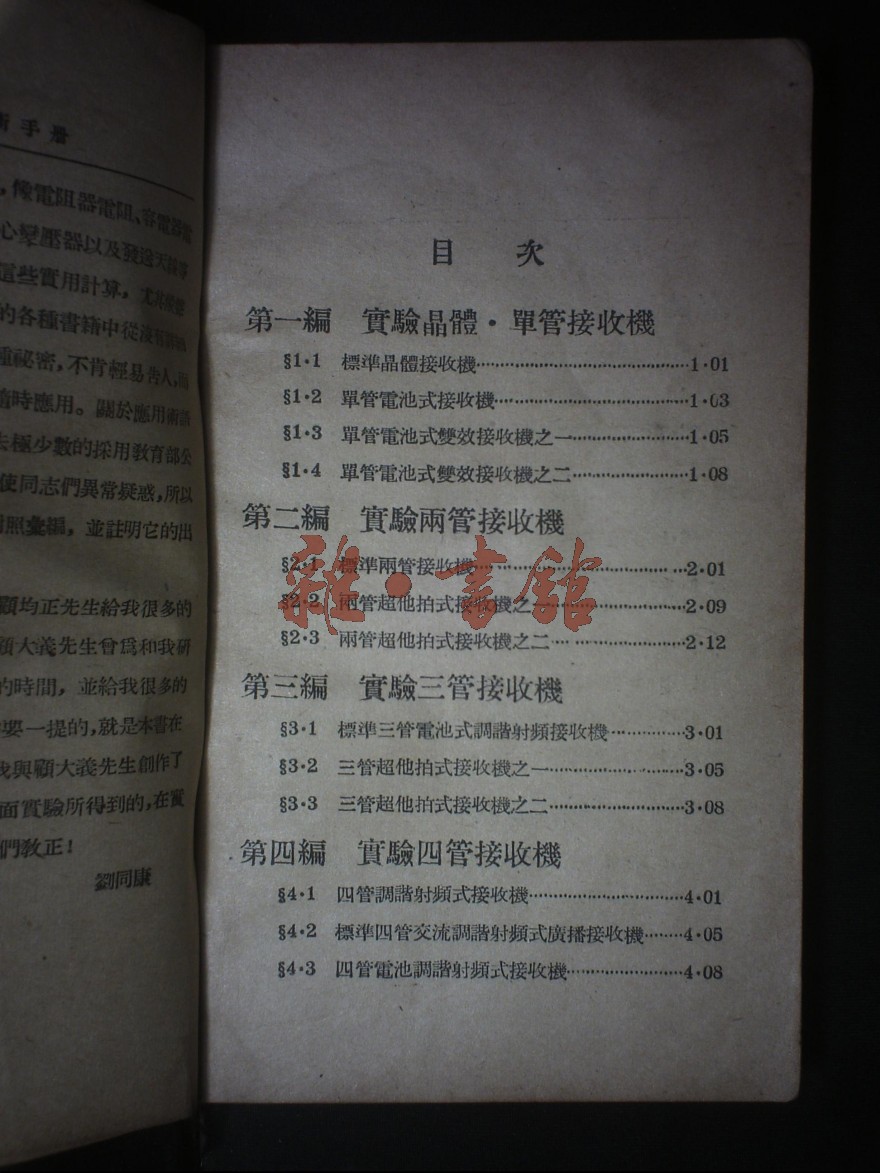 手册
像電阻器電阻、容電器電
心變壓器以及發送天線等
這些實用計算，尤其
的各種書籍中從沒有
種祕密，不肯輕易告人，
隨時應用。關於應用術語
去極少數的採用敎育部公
使同志們異常疑惑，所以
照彙編，並註明它的出
顧均正先生給我很多的
顧大義先生曾爲和我研
的時間，並給我很多的
要一提的，就是本書在
我與顧大義先生創作了
面實驗所得到的，在實
們敎正！
劉同康
目　次
第一編　實驗晶體·單管接收機
§1·1　標準晶體接收機……1·01
§1·2　單管電池式接收機……1·03
§1·3　單管電池式雙效接收機之一……1·05
§1·4　單管電池式雙效接收機之二……1·08
第二編　實驗兩管接收機
§2·1　標準兩管接收機……2·01
§2·2　兩管超他拍式接收機之一……2·09
§2·3　兩管超他拍式接收機之二……2·12
雜·書館
第三編　實驗三管接收機
§3·1　標準三管電池式調諧射頻接收機……3·01
§3·2　三管超他拍式接收機之一……3·05
§3·3　三管超他拍式接收機之二……3·08
第四編　實驗四管接收機
§4·1　四管調諧射頻式接收機……4·01
§4·2　標準四管交流調諧射頻式廣播接收機……4·05
§4·3　四管電池調諧射頻式接收機……4·08